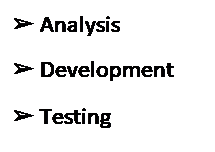 ➢ Analysis
➢ Development
➢ Testing